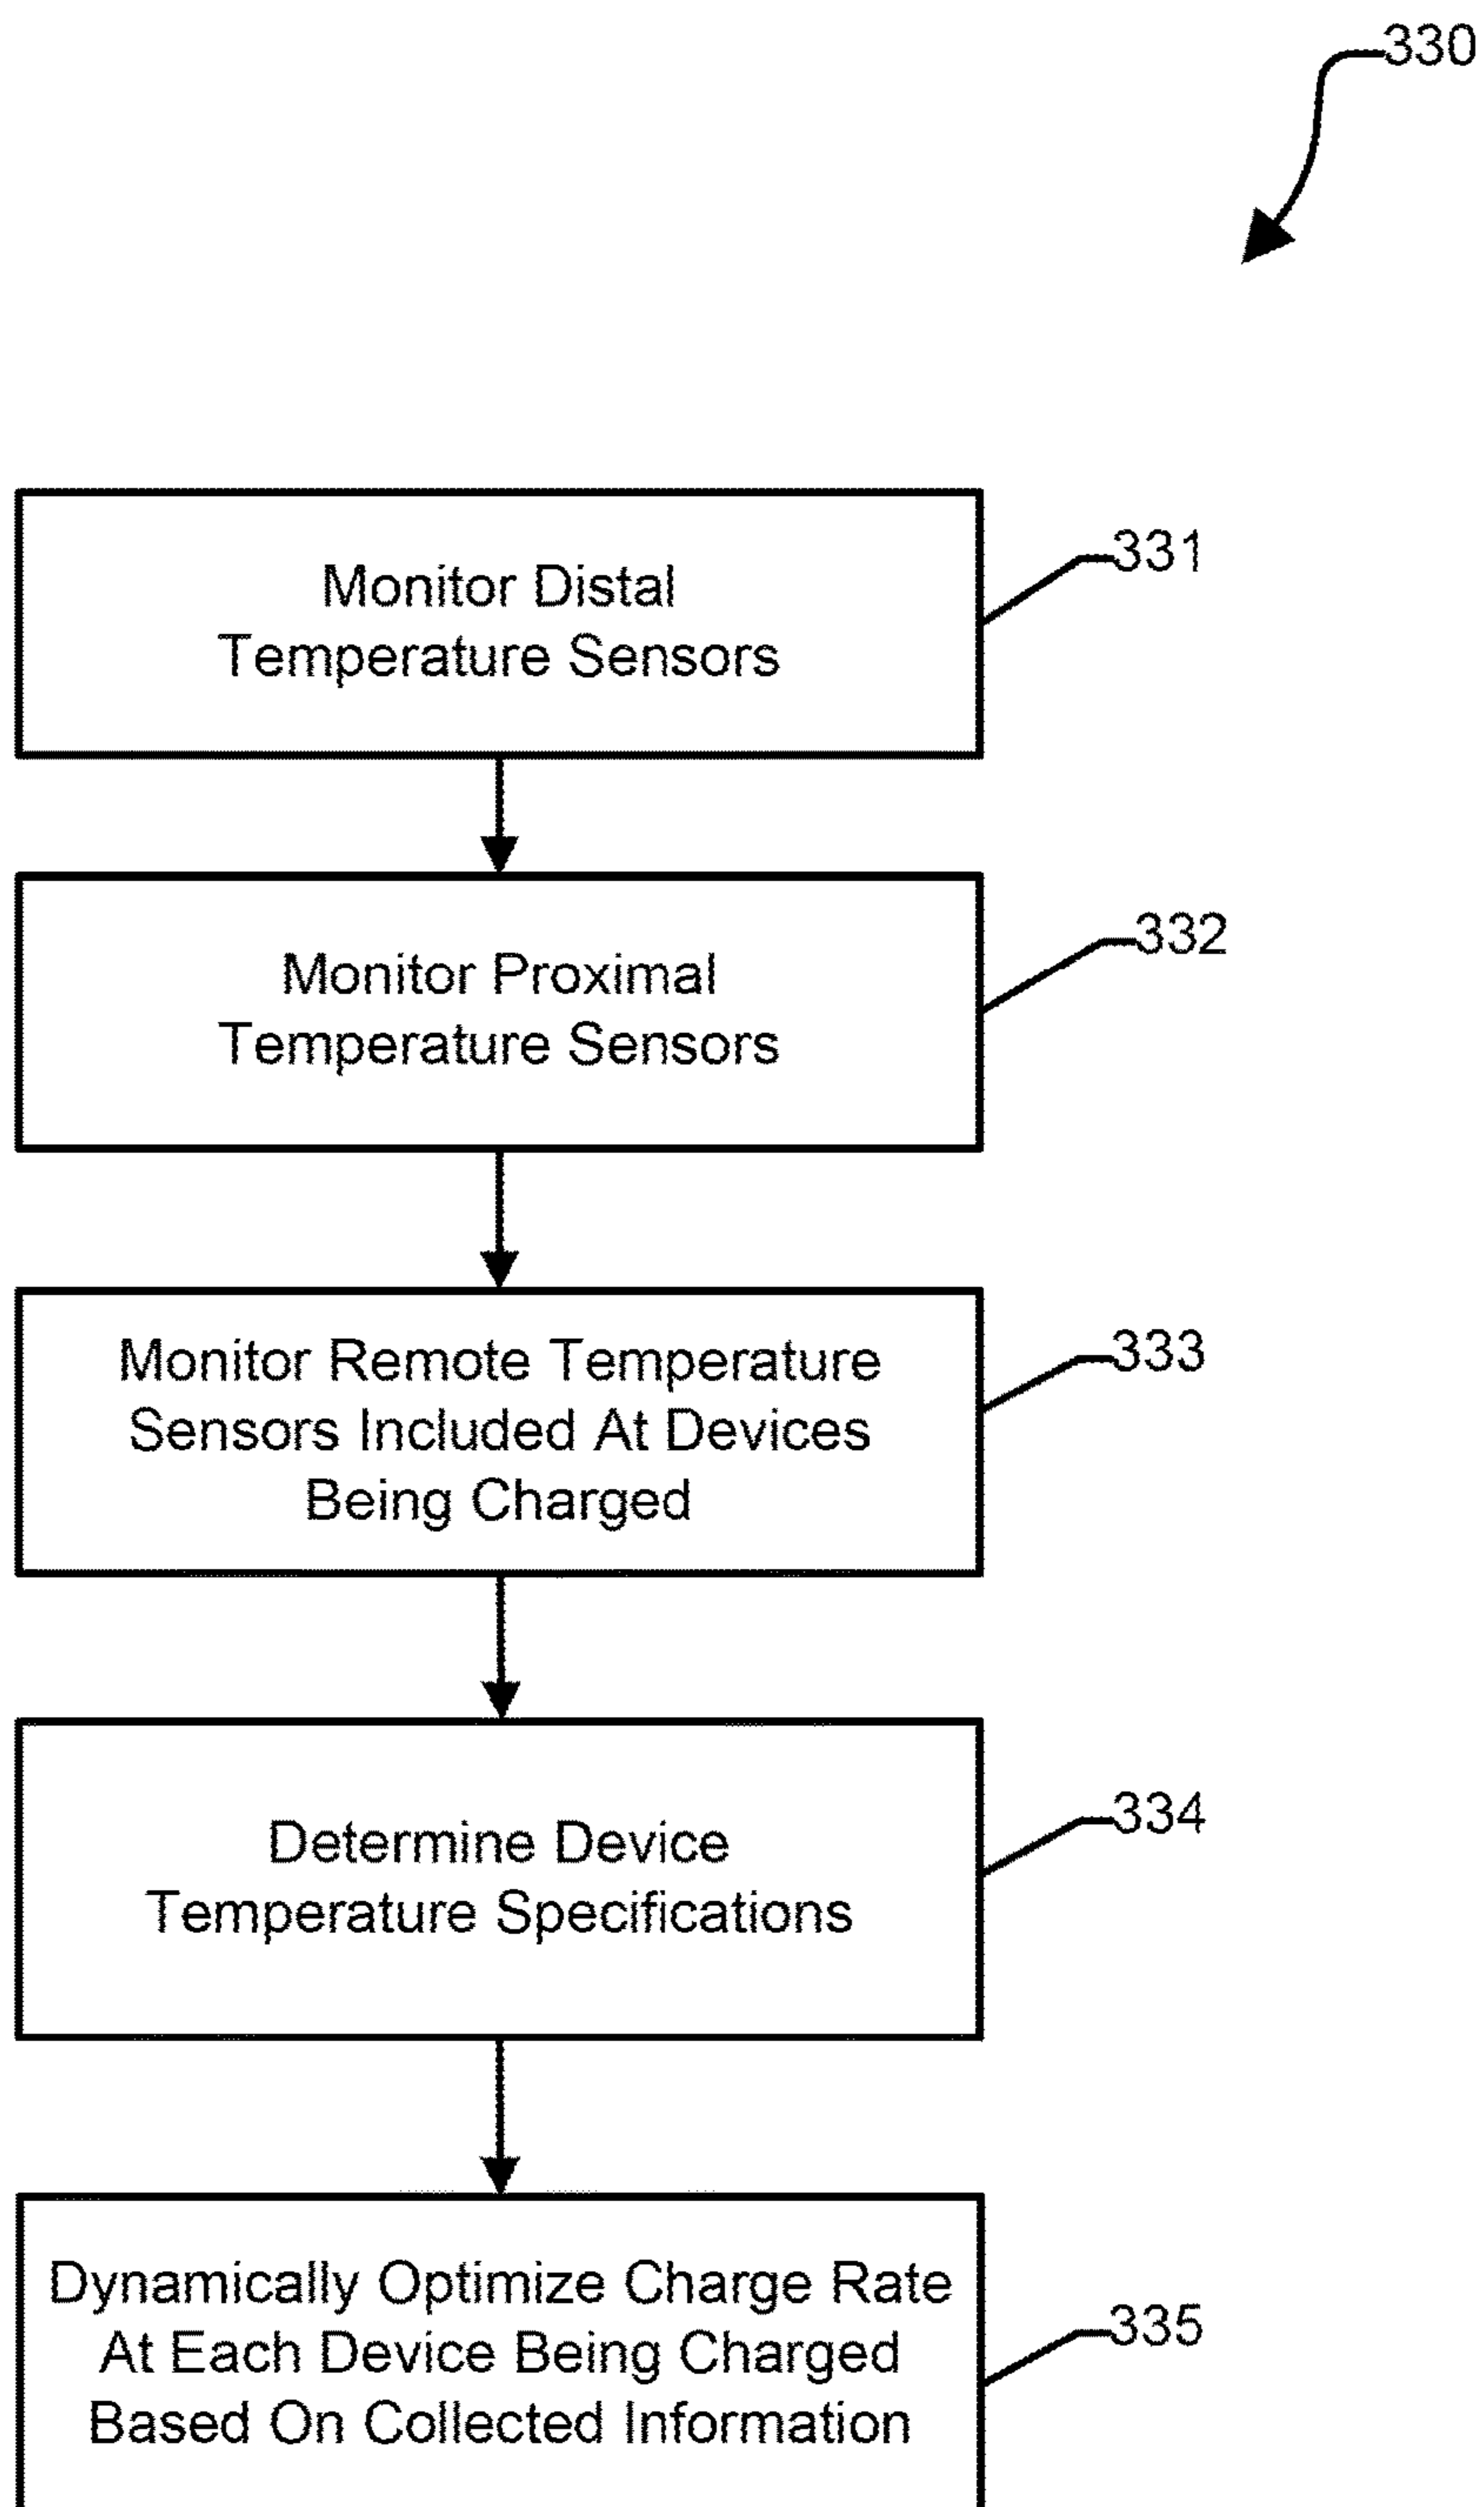 330
Monitor Distal
Temperature Sensors
331
Monitor Proximal
Temperature Sensors
332
Monitor Remote Temperature
Sensors Included At Devices
Being Charged
333
Determine Device
Temperature Specifications
334
Dynamically Optimize Charge Rate
At Each Device Being Charged
Based On Collected Information
335